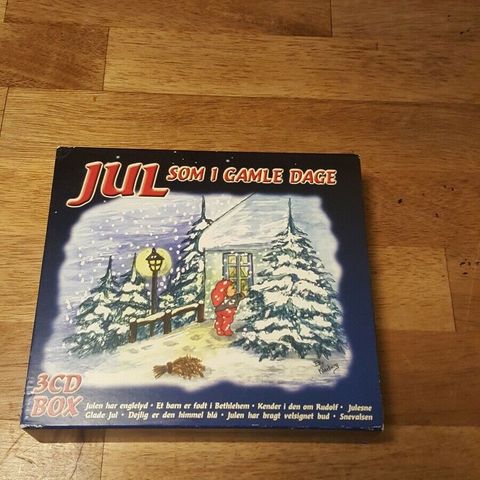 JUL SOM I GAMLE DAGE
3CD
BOX
Julen har englelyd • Et barn er født i Bethlehem • Kender i den om Rudolf • Julesne
Glade Jul • Dejlig er den himmel blå • Julen har bragt velsignet bud • Snevalsen